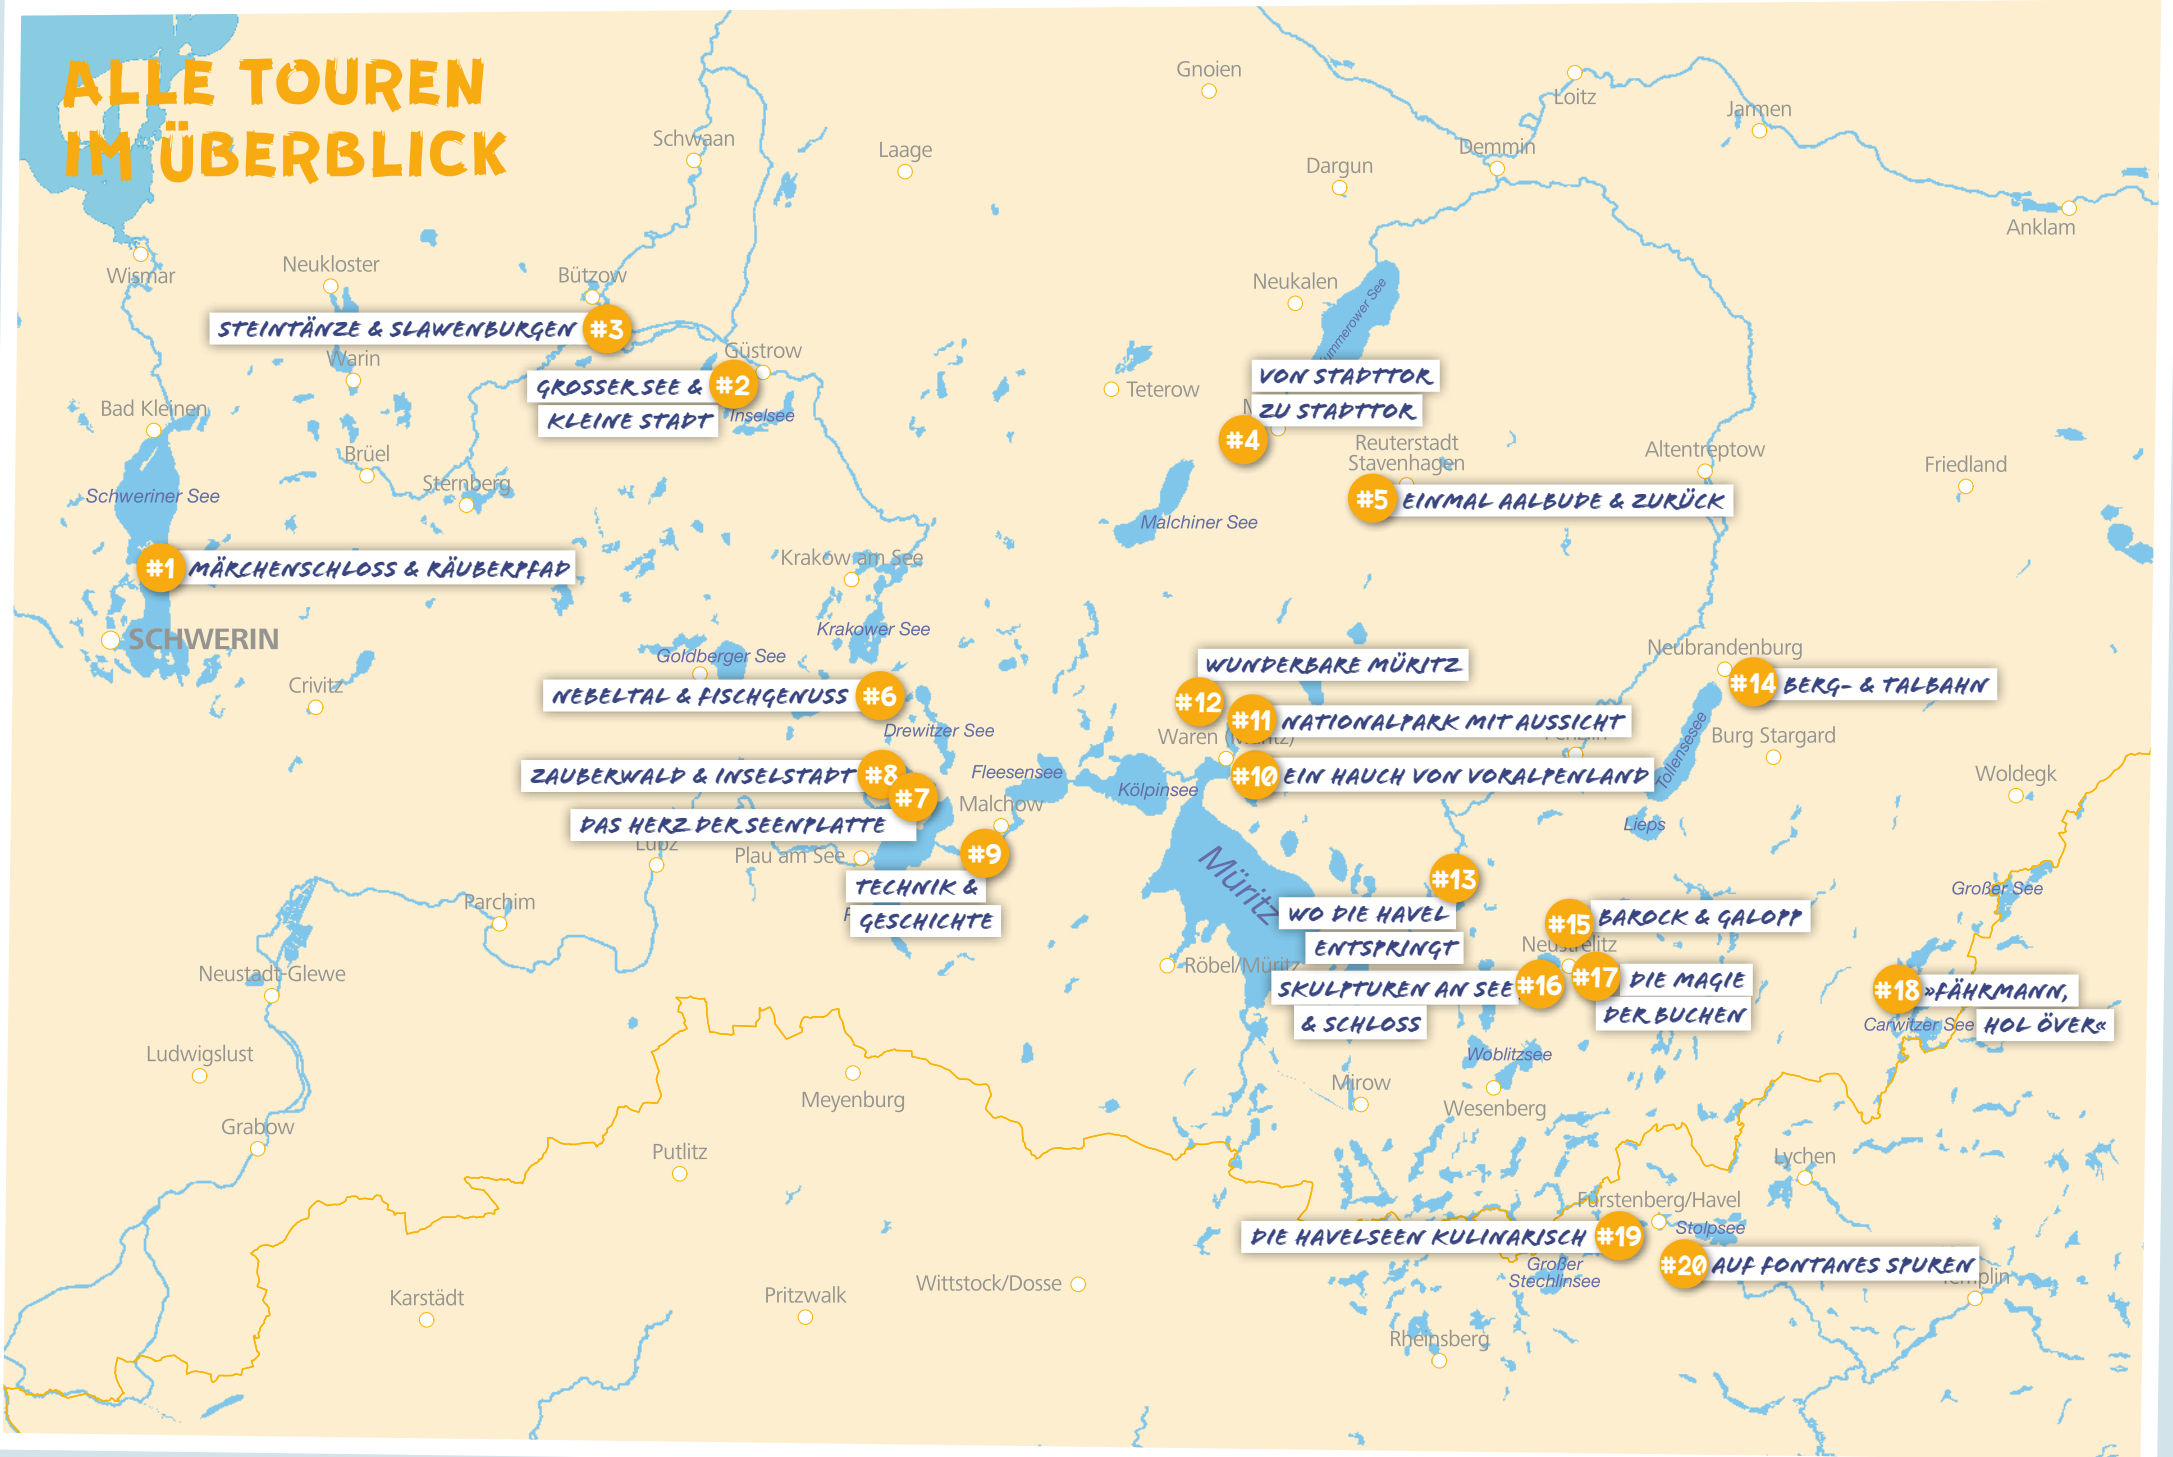 ALLE TOUREN
IM ÜBERBLICK
Gnoien
Loitz
Jarmen
Schwaan
Laage
Demmin
Dargun
Anklam
Wismar
Neukloster
Bützow
Neukalen
Kummerower See
STEINTÄNZE & SLAWENBURGEN #3
Warin
Güstrow
GROSSER SEE & #2
KLEINE STADT
Inselsee
Teterow
VON STADTTOR
ZU STADTTOR
#4
Bad Kleinen
Reuterstadt
Stavenhagen
Altentreptow
Friedland
Brüel
Sternberg
Schweriner See
#5 EINMAL AALBUDE & ZURÜCK
Malchiner See
#1 MÄRCHENSCHLOSS & RÄUBERPFAD
Krakow am See
SCHWERIN
Krakower See
Goldberger See
Crivitz
WUNDERBARE MÜRITZ
#12
Neubrandenburg
#14 BERG- & TALBAHN
NEBELTAL & FISCHGENUSS #6
Drewitzer See
#11 NATIONALPARK MIT AUSSICHT
Waren (Müritz)
Burg Stargard
Tollensesee
ZAUBERWALD & INSELSTADT #8
Fleesensee
Kölpinsee
#10 EIN HAUCH VON VORALPENLAND
Woldegk
#7
DAS HERZ DER SEENPLATTE
Malchow
Lieps
Lübz
Plau am See
#9
TECHNIK &
GESCHICHTE
Müritz
#13
WO DIE HAVEL
ENTSPRINGT
Großer See
Parchim
#15 BAROCK & GALOPP
Neustrelitz
Röbel/Müritz
Neustadt-Glewe
SKULPTUREN AN SEE #16
& SCHLOSS
#17 DIE MAGIE
DER BUCHEN
#18 »FÄHRMANN,
HOL ÖVER«
Carwitzer See
Ludwigslust
Woblitzsee
Meyenburg
Mirow
Wesenberg
Grabow
Putlitz
Lychen
Fürstenberg/Havel
Stolpsee
DIE HAVELSEEN KULINARISCH #19
Großer
Stechlinsee
#20 AUF FONTANES SPUREN
Templin
Karstädt
Pritzwalk
Wittstock/Dosse
Rheinsberg